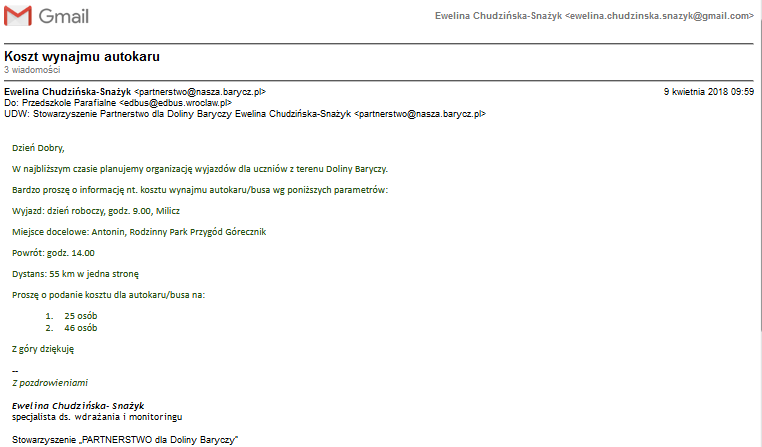 Gmail
Ewelina Chudzińska-Snażyk <ewelina.chudzinska.snazyk@gmail.com>
Koszt wynajmu autokaru
3 wiadomości
Ewelina Chudzińska-Snażyk <partnerstwo@nasza.barycz.pl> 9 kwietnia 2018 09:59
Do: Przedszkole Parafialne <edbus@edbus.wroclaw.pl>
UDW: Stowarzyszenie Partnerstwo dla Doliny Baryczy Ewelina Chudzińska-Snażyk <partnerstwo@nasza.barycz.pl>
Dzień Dobry,
W najbliższym czasie planujemy organizację wyjazdów dla uczniów z terenu Doliny Baryczy.
Bardzo proszę o informację nt. kosztu wynajmu autokaru/busa wg poniższych parametrów:
Wyjazd: dzień roboczy, godz. 9.00, Milicz
Miejsce docelowe: Antonin, Rodzinny Park Przygód Górecznik
Powrót: godz. 14.00
Dystans: 55 km w jedna stronę
Proszę o podanie kosztu dla autokaru/busa na:
1. 25 osób
2. 46 osób
Z góry dziękuję
--
Z pozdrowieniami
Ewelina Chudzińska- Snażyk
specjalista ds. wdrażania i monitoringu
Stowarzyszenie „PARTNERSTWO dla Doliny Baryczy”